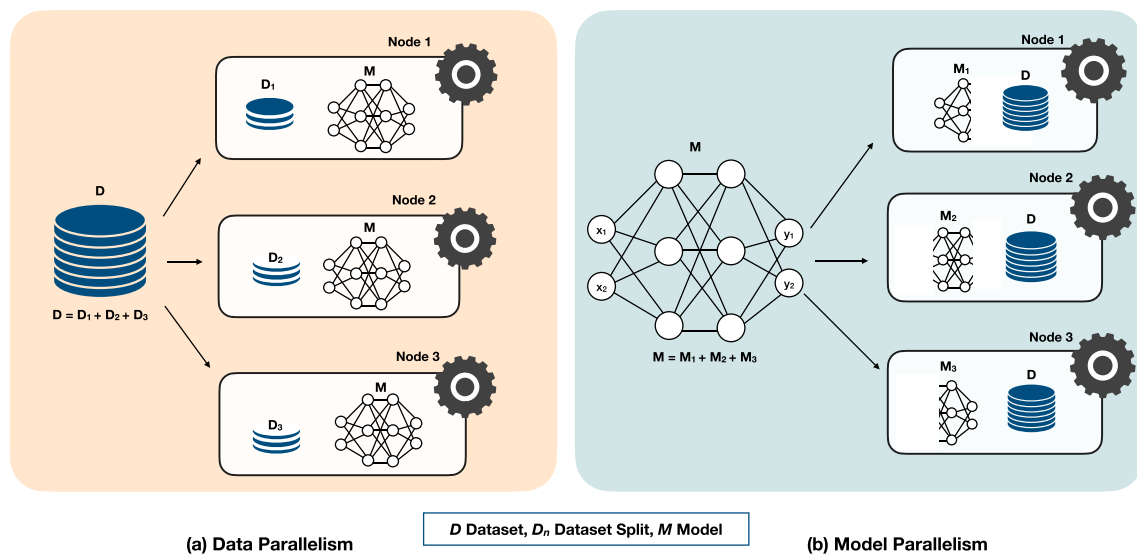 Node 1
D₁
M
D
D = D₁ + D₂ + D₃
Node 2
D₂
M
Node 3
D₃
M
M
x₁
x₂
y₁
y₂
M = M₁ + M₂ + M₃
Node 1
M₁
D
Node 2
M₂
D
Node 3
M₃
D
D Dataset, Dₙ Dataset Split, M Model
(a) Data Parallelism
(b) Model Parallelism